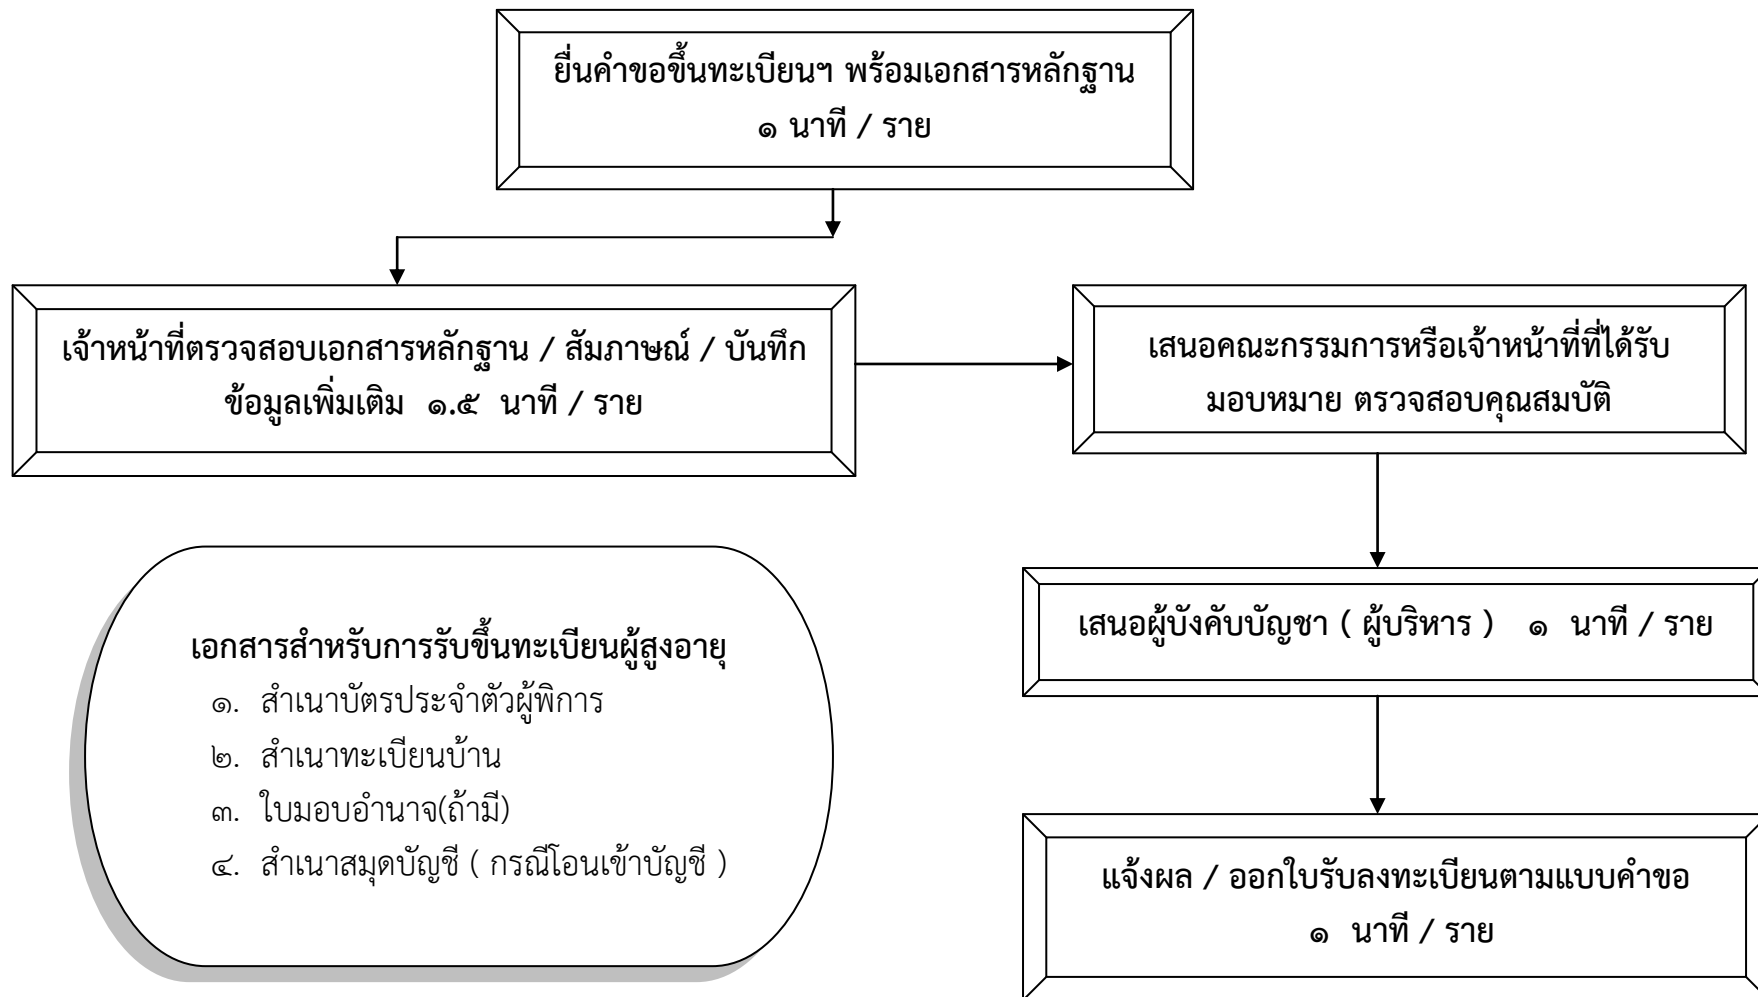 ยื่นคำขอขึ้นทะเบียนฯ พร้อมเอกสารหลักฐาน
๑ นาที / ราย
เจ้าหน้าที่ตรวจสอบเอกสารหลักฐาน / สัมภาษณ์ / บันทึก
ข้อมูลเพิ่มเติม ๑.๕ นาที / ราย
เสนอคณะกรรมการหรือเจ้าหน้าที่ที่ได้รับ
มอบหมาย ตรวจสอบคุณสมบัติ
เสนอผู้บังคับบัญชา ( ผู้บริหาร ) ๑ นาที / ราย
แจ้งผล / ออกใบรับลงทะเบียนตามแบบคำขอ
๑ นาที / ราย
เอกสารสำหรับการรับขึ้นทะเบียนผู้สูงอายุ
๑. สำเนาบัตรประจำตัวผู้พิการ
๒. สำเนาทะเบียนบ้าน
๓. ใบมอบอำนาจ(ถ้ามี)
๔. สำเนาสมุดบัญชี ( กรณีโอนเข้าบัญชี )